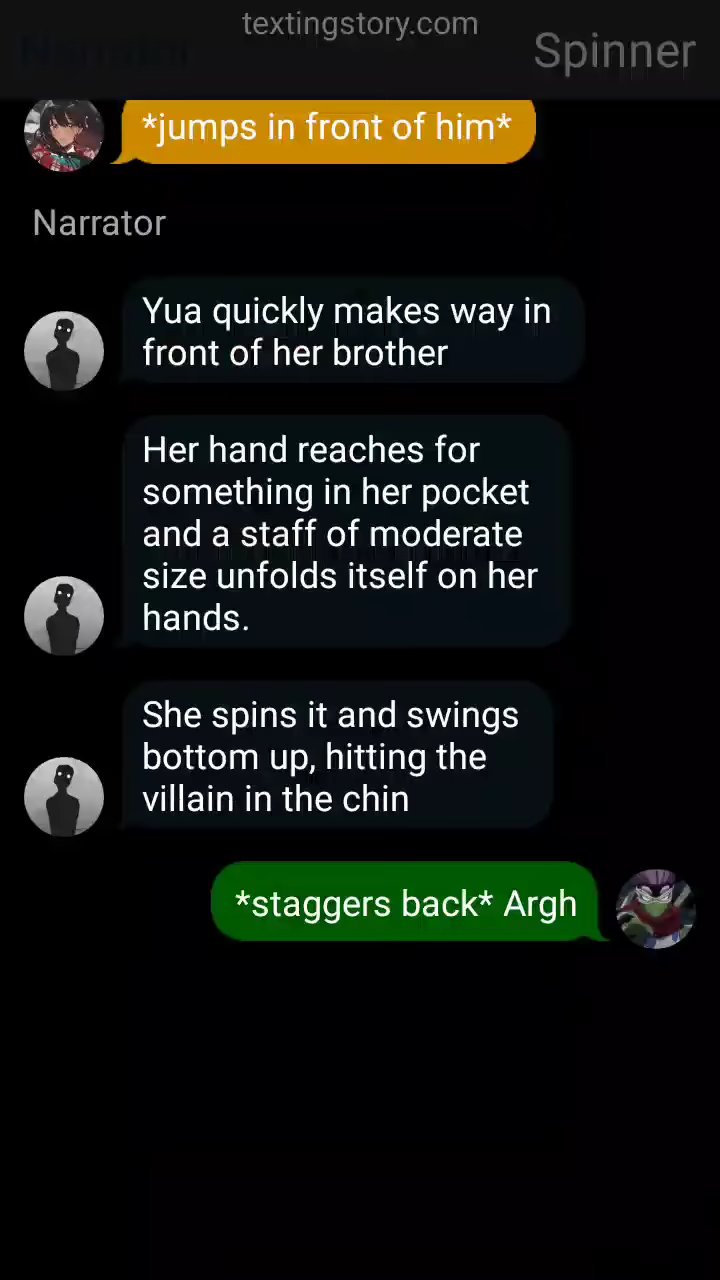 textingstory.com
Narrator
Spinner
*jumps in front of him*
Narrator
Yua quickly makes way in
front of her brother
Her hand reaches for
something in her pocket
and a staff of moderate
size unfolds itself on her
hands.
She spins it and swings
bottom up, hitting the
villain in the chin
*staggers back* Argh